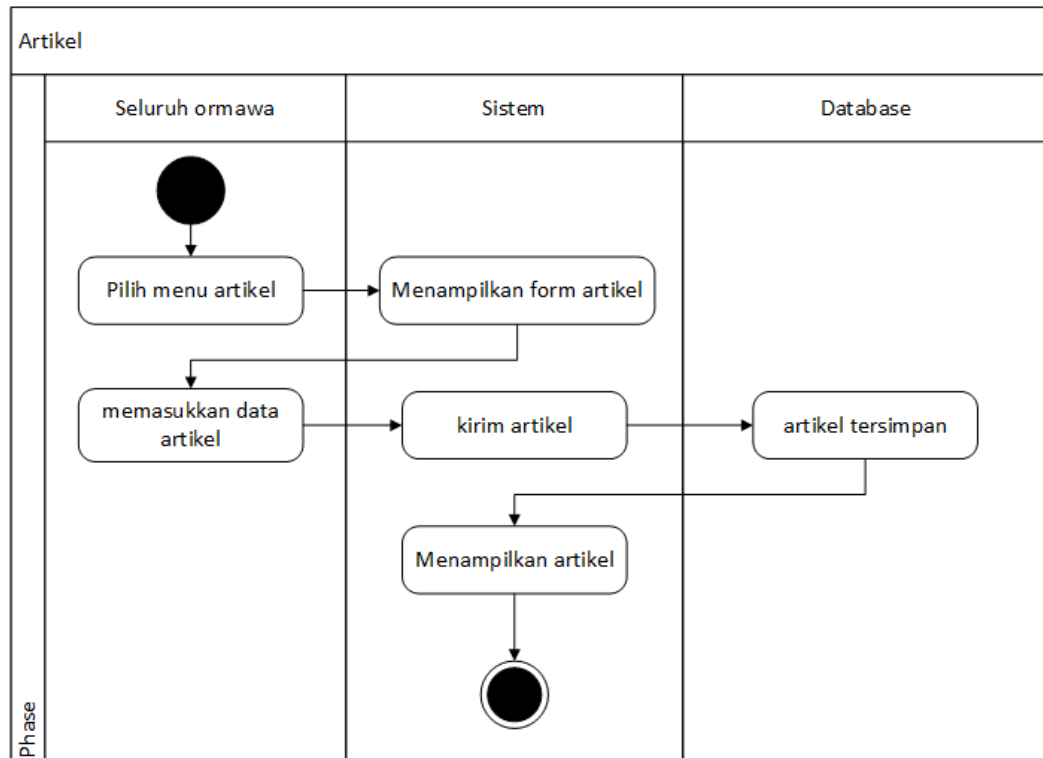 Artikel
Seluruh ormawa
Sistem
Database
Pilih menu artikel
Menampilkan form artikel
memasukkan data
artikel
kirim artikel
artikel tersimpan
Menampilkan artikel
Phase